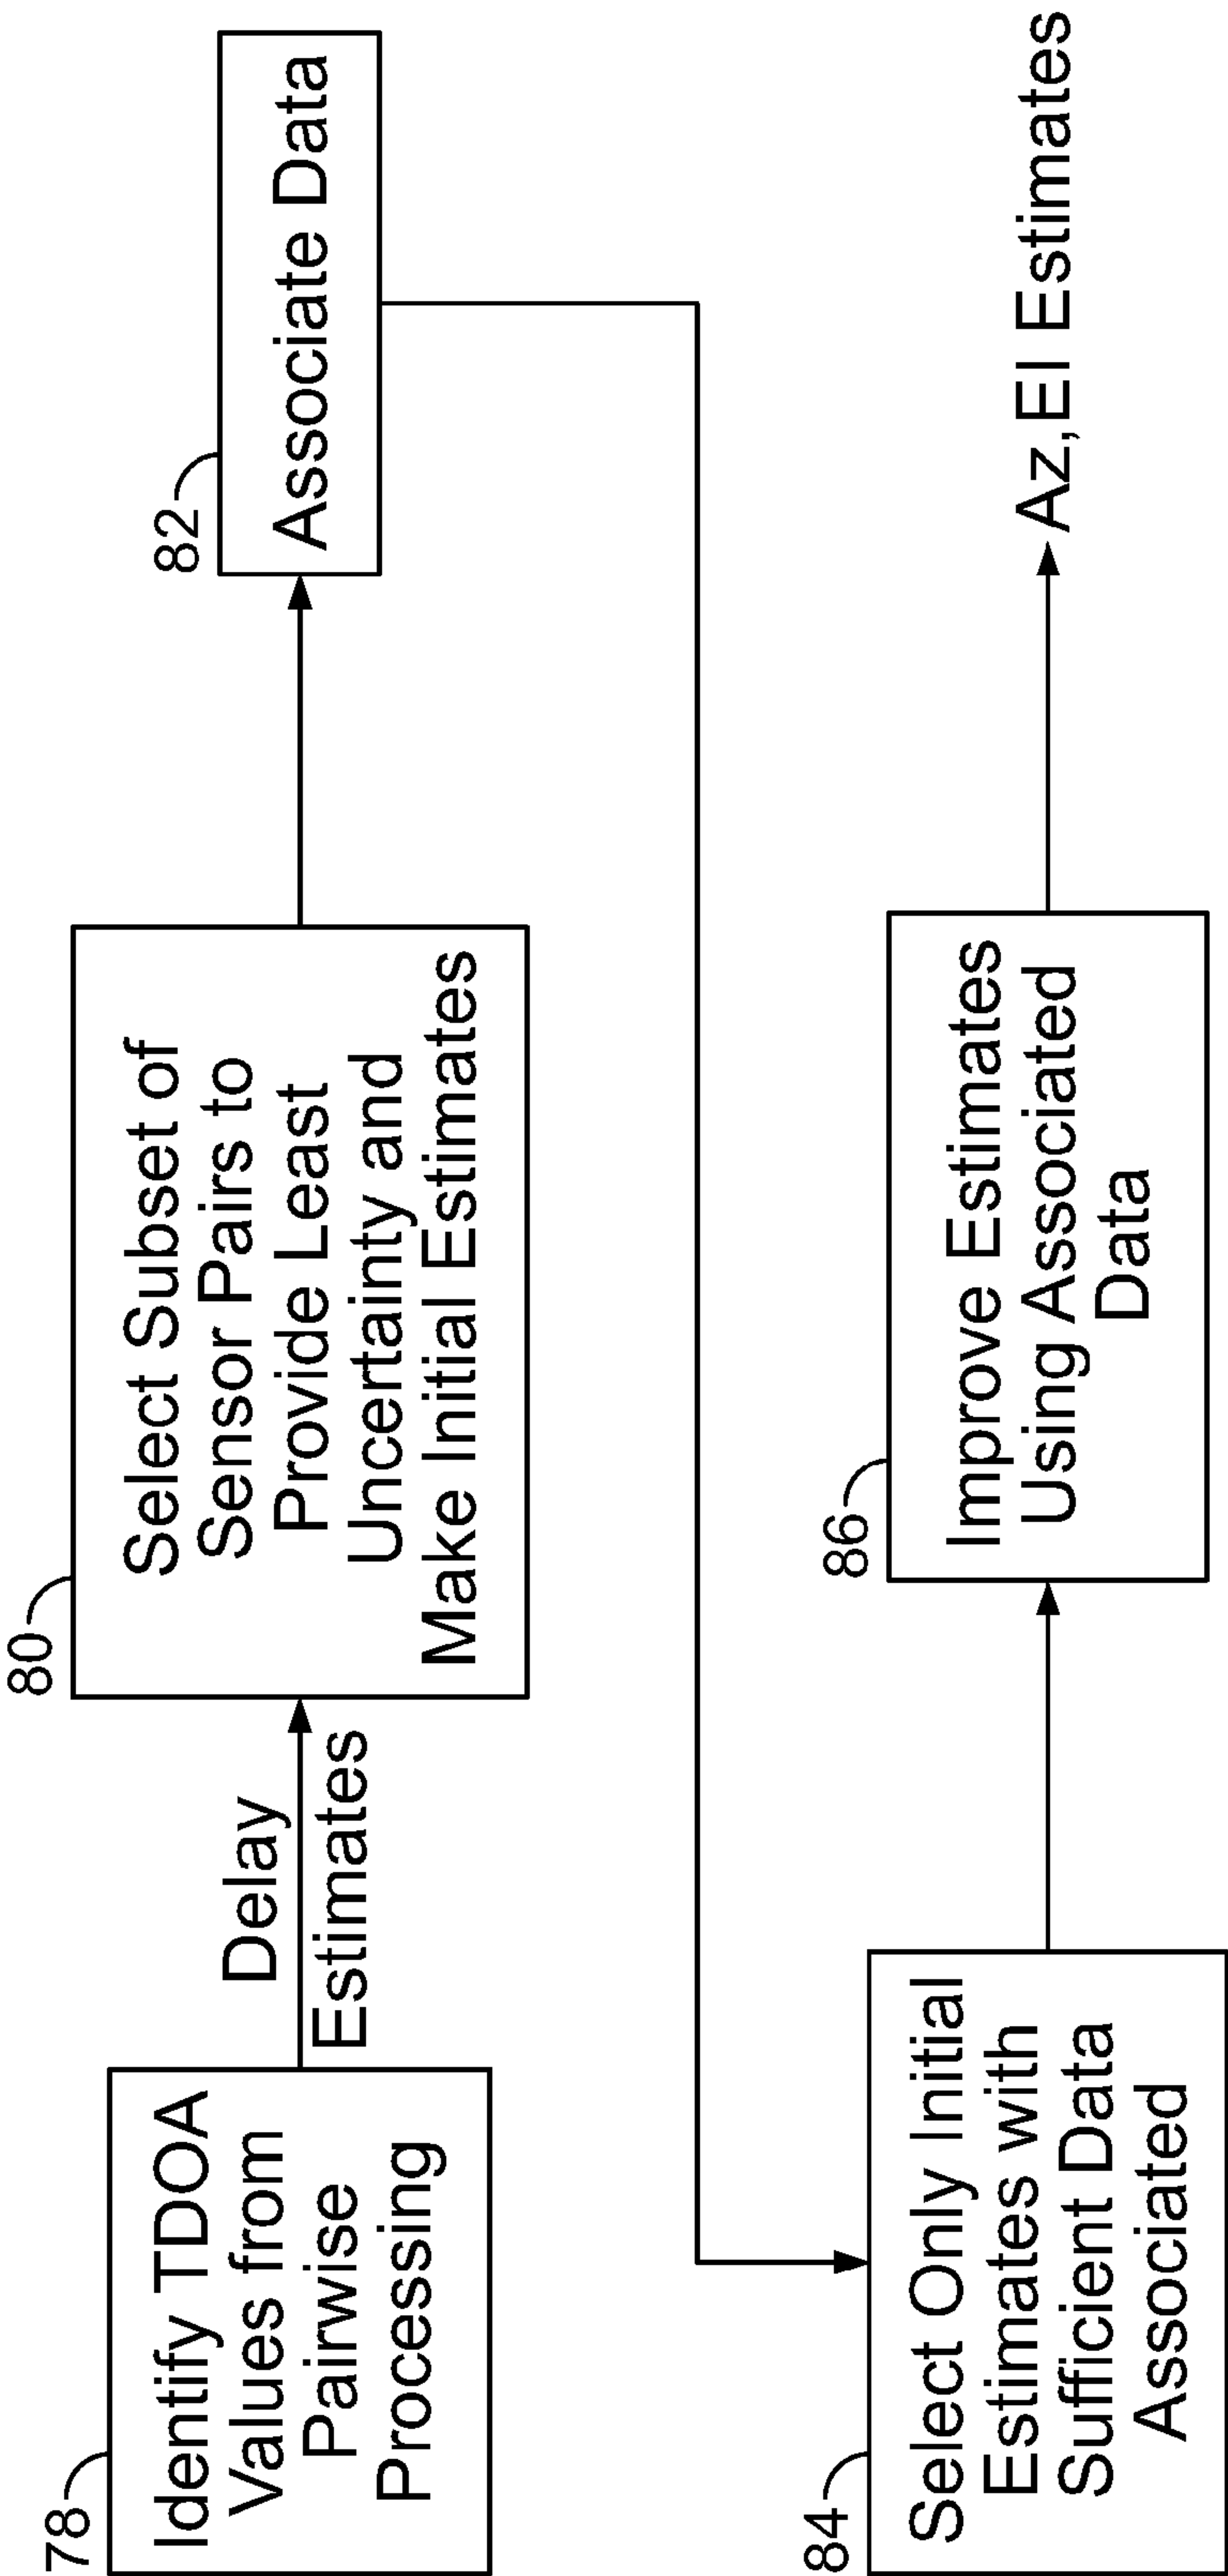 78
Identify TDOA
Values from
Pairwise
Processing
Delay
Estimates
80
Select Subset of
Sensor Pairs to
Provide Least
Uncertainty and
Make Initial Estimates
82
Associate Data
84
Select Only Initial
Estimates with
Sufficient Data
Associated
86
Improve Estimates
Using Associated
Data
Az,El Estimates